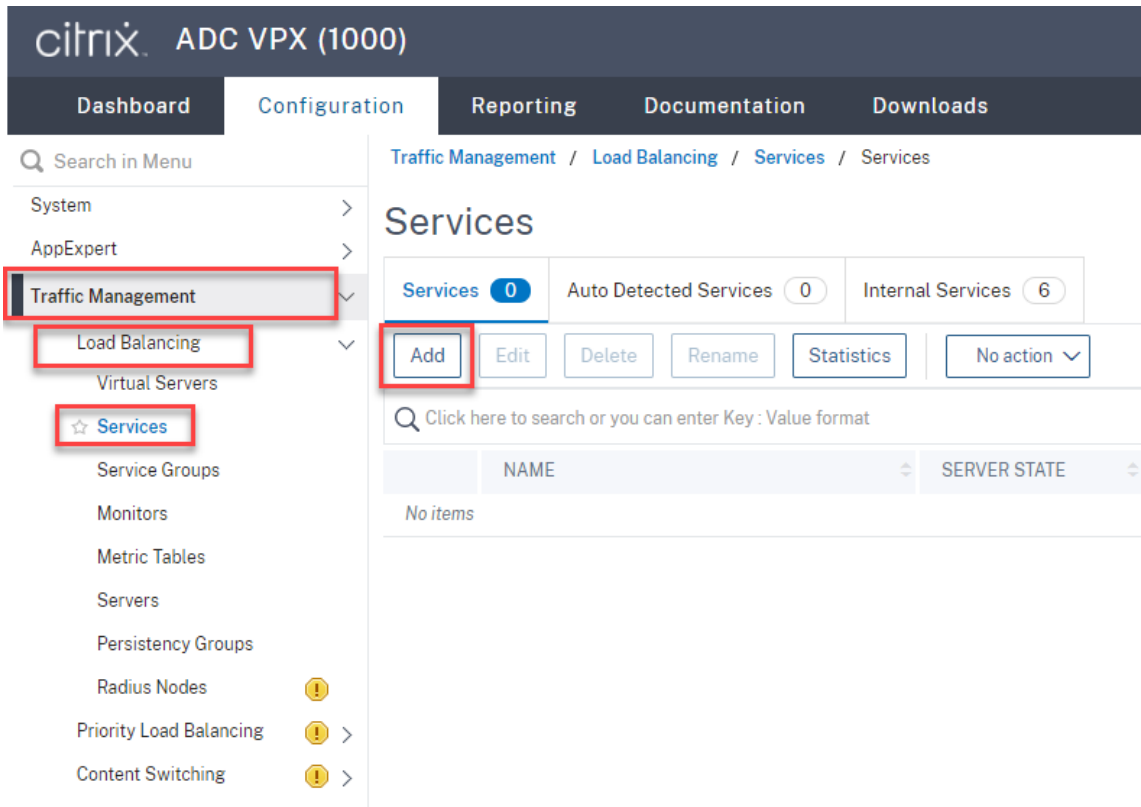 citrix. ADC VPX (1000)
Dashboard Configuration Reporting Documentation Downloads
Search in Menu
System
AppExpert
Traffic Management
Load Balancing
Virtual Servers
Services
Service Groups
Monitors
Metric Tables
Servers
Persistency Groups
Radius Nodes
Priority Load Balancing
Content Switching
Traffic Management / Load Balancing / Services / Services
Services
Services 0 Auto Detected Services 0 Internal Services 6
Add Edit Delete Rename Statistics No action
Click here to search or you can enter Key : Value format
NAME SERVER STATE
No items